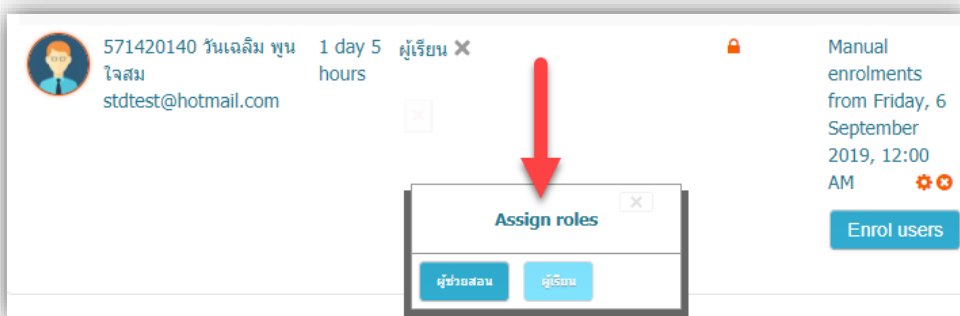 571420140 วันเฉลิม พูน
ใจสม
stdtest@hotmail.com
1 day 5
hours
ผู้เรียน
Manual
enrolments
from Friday, 6
September
2019, 12:00
AM
Enrol users
Assign roles
ผู้ช่วยสอน
ผู้เรียน